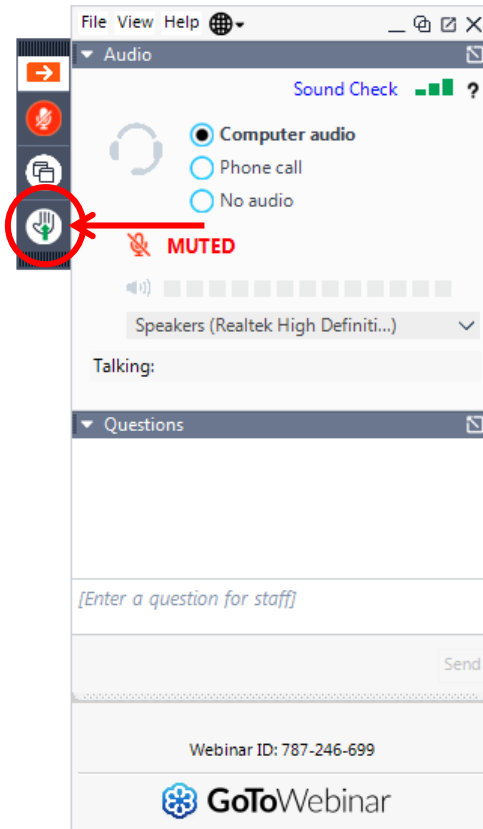 File View Help
Audio
Sound Check ?
Computer audio
Phone call
No audio
MUTED
Speakers (Realtek High Definiti...)
Talking:
Questions
[Enter a question for staff]
Send
Webinar ID: 787-246-699
GoToWebinar